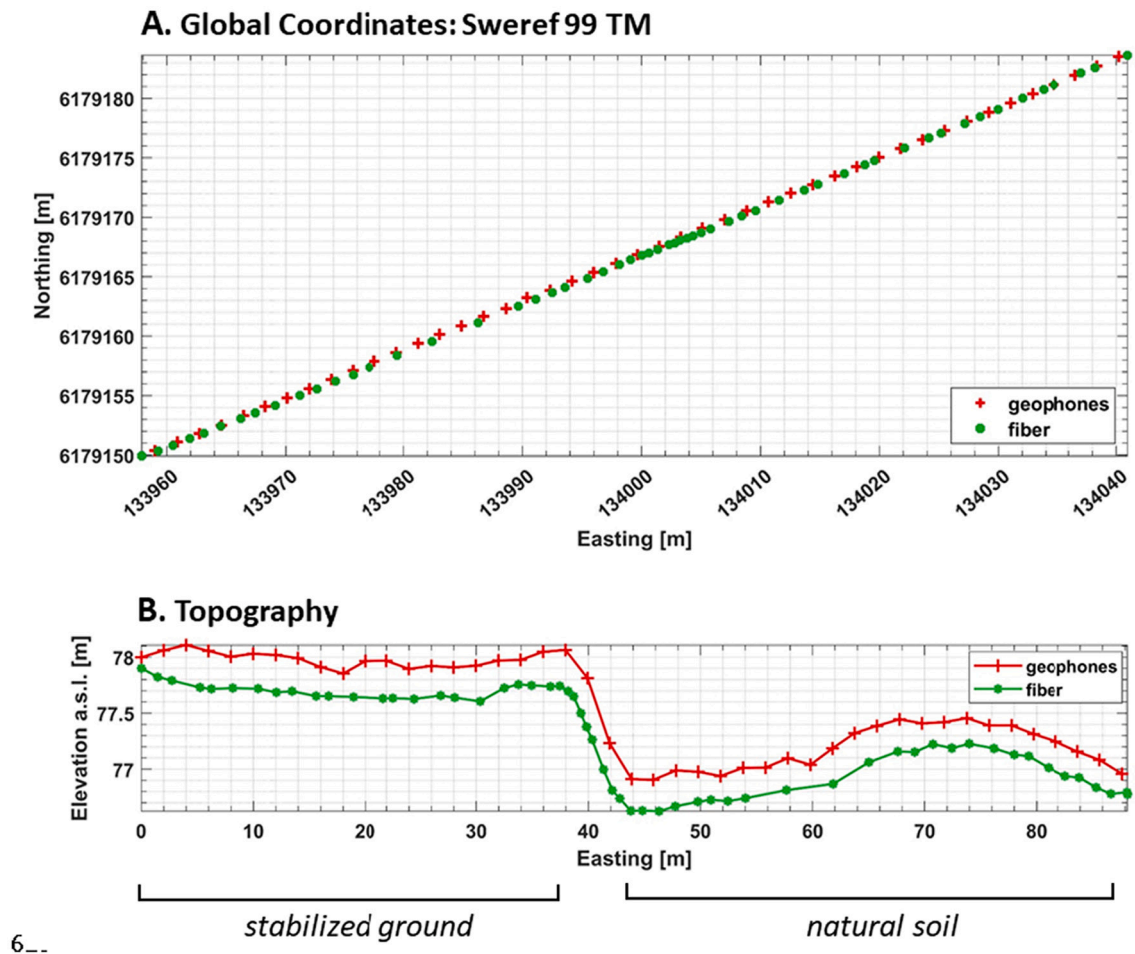 A. Global Coordinates: Sweref 99 TM
6179180
6179175
6179170
6179165
6179160
6179155
6179150
Northing [m]
geophones
fiber
133960 133970 133980 133990 134000 134010 134020 134030 134040
Easting [m]
B. Topography
Elevation a.s.l. [m]
78
77.5
77
geophones
fiber
0 10 20 30 40 50 60 70 80
Easting [m]
stabilized ground natural soil